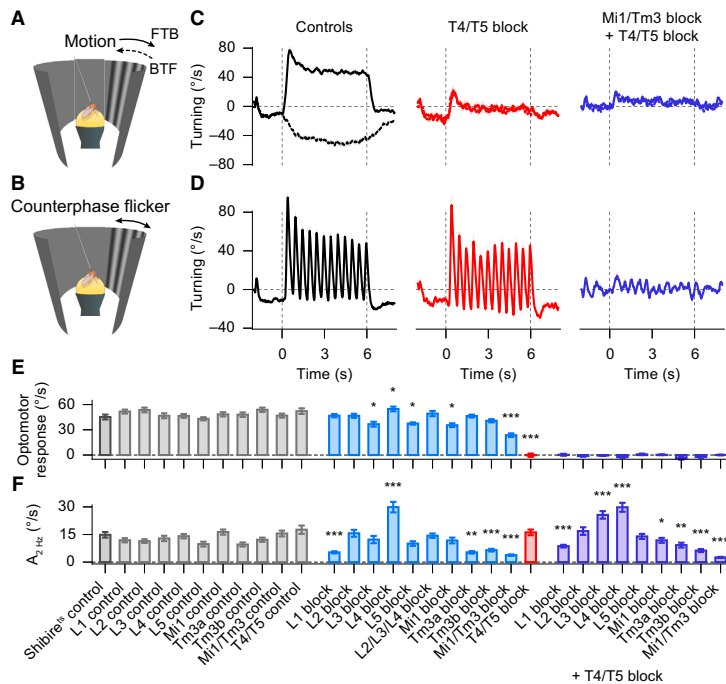 A
Motion
FTB
BTF
B
Counterphase flicker
C
Controls
T4/T5 block
Mi1/Tm3 block
+ T4/T5 block
Turning (°/s)
80
40
0
−40
−80
D
Turning (°/s)
80
40
0
−40
0
6
0
6
0
6
Time (s)
Time (s)
Time (s)
E
Optomotor
response (°/s)
60
30
0
*
*
*
*
***
***
F
A2 Hz (°/s)
30
15
0
***
***
**
***
***
***
***
***
*
**
***
***
Shibirets control
L1 control
L2 control
L3 control
L4 control
L5 control
Mi1 control
Tm3a control
Tm3b control
Mi1/Tm3 control
T4/T5 control
L1 block
L2 block
L3 block
L4 block
L5 block
L2/L3/L4 block
Mi1 block
Tm3a block
Tm3b block
Mi1/Tm3 block
T4/T5 block
L1 block
L2 block
L3 block
L4 block
L5 block
Mi1 block
Tm3a block
Tm3b block
Mi1/Tm3 block
+ T4/T5 block